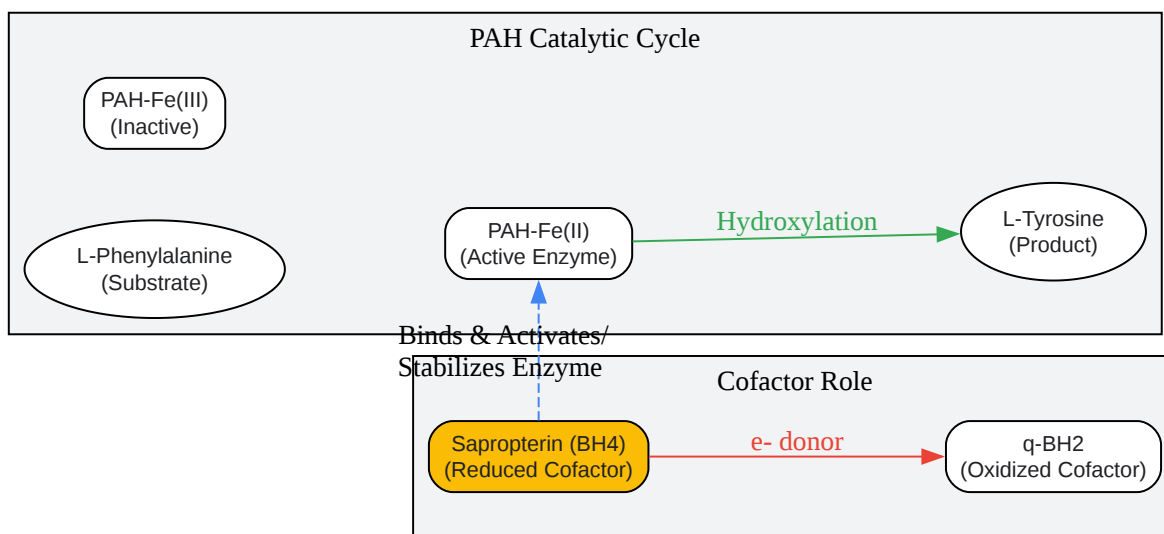 PAH Catalytic Cycle
PAH-Fe(III)
(Inactive)
L-Phenylalanine
(Substrate)
PAH-Fe(II)
(Active Enzyme)
Hydroxylation
L-Tyrosine
(Product)
Binds & Activates/
Stabilizes Enzyme
Cofactor Role
Sapropterin (BH4)
(Reduced Cofactor)
e- donor
q-BH2
(Oxidized Cofactor)